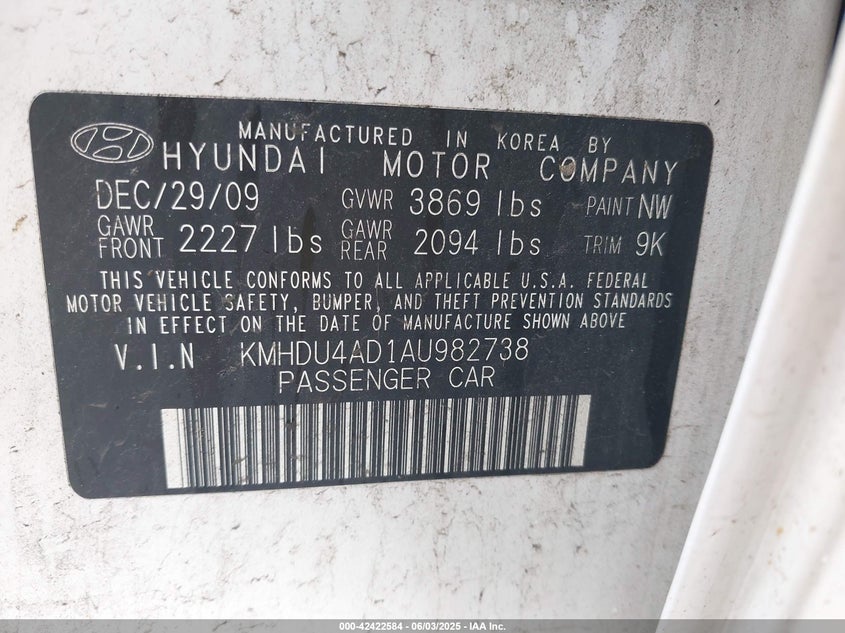 MANUFACTURED IN KOREA BY
HYUNDAI MOTOR COMPANY
DEC/29/09 GVWR 3869 lbs PAINT NW
GAWR FRONT 2227 lbs GAWR REAR 2094 lbs TRIM 9K
THIS VEHICLE CONFORMS TO ALL APPLICABLE U.S.A. FEDERAL
MOTOR VEHICLE SAFETY, BUMPER, AND THEFT PREVENTION STANDARDS
IN EFFECT ON THE DATE OF MANUFACTURE SHOWN ABOVE
V.I.N KMHDU4AD1AU982738
PASSENGER CAR
000-42422584 | 06/03/2025 - IAA Inc.